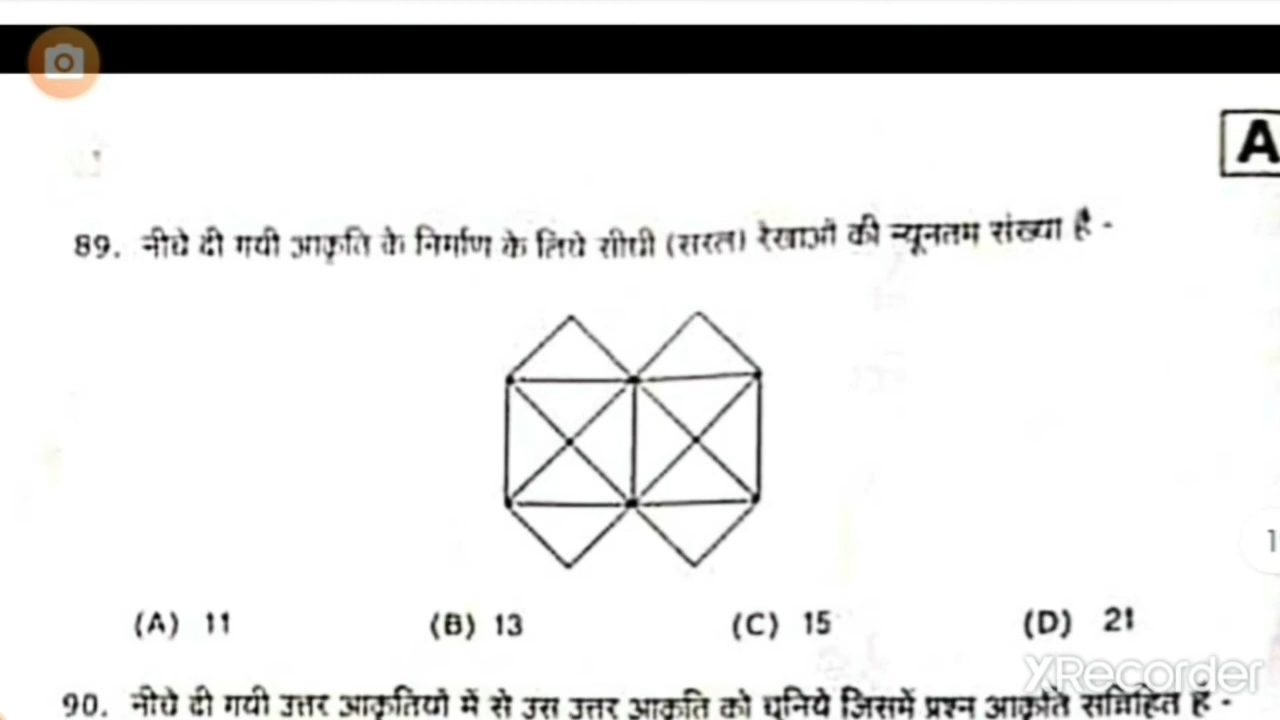 A
89. नीचे दी गयी आकृति के निर्माण के लिये सीधी (सरल) रेखाओं की न्यूनतम संख्या है -
1
(A) 11 (B) 13 (C) 15 (D) 21
XRecorder
90. नीचे दी गयी उत्तर आकृतियों में से उस उत्तर आकृति को चुनिये जिसमें प्रश्न आकृति सन्निहित है -